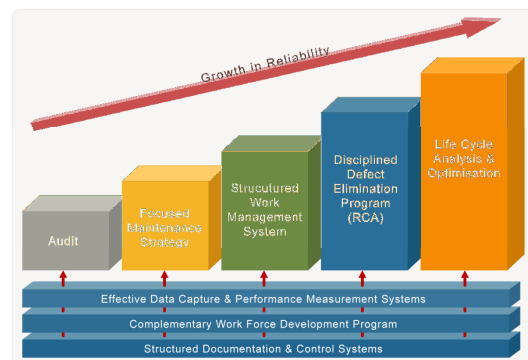 Growth in Reliability
Audit
Focused
Maintenance
Strategy
Strucutured
Work
Management
System
Disciplined
Defect
Elimination
Program
(RCA)
Life Cycle
Analysis &
Optimisation
Effective Data Capture & Performance Measurement Systems
Complementary Work Force Development Program
Structured Documentation & Control Systems